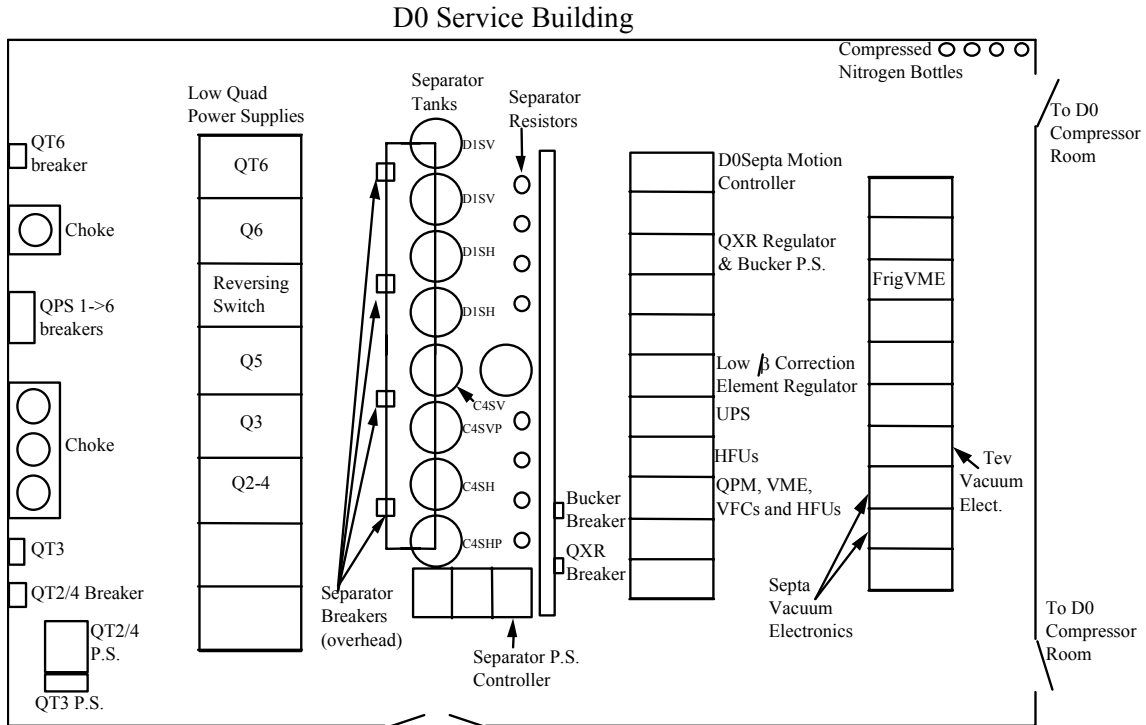 D0 Service Building
Compressed
Nitrogen Bottles
To D0
Compressor
Room
Low Quad
Power Supplies
Separator
Tanks
Separator
Resistors
QT6
breaker
Choke
QPS 1->6
breakers
Choke
QT3
QT2/4 Breaker
QT2/4
P.S.
QT3 P.S.
QT6
Q6
Reversing
Switch
Q5
Q3
Q2-4
D1SV
D1SV
D1SH
D1SH
C4SV
C4SVP
C4SH
C4SHP
Separator
Breakers
(overhead)
Separator P.S.
Controller
Bucker
Breaker
QXR
Breaker
D0Septa Motion
Controller
QXR Regulator
& Bucker P.S.
Low β Correction
Element Regulator
UPS
HFUs
QPM, VME,
VFCs and HFUs
FrigVME
Tev
Vacuum
Elect.
Septa
Vacuum
Electronics
To D0
Compressor
Room